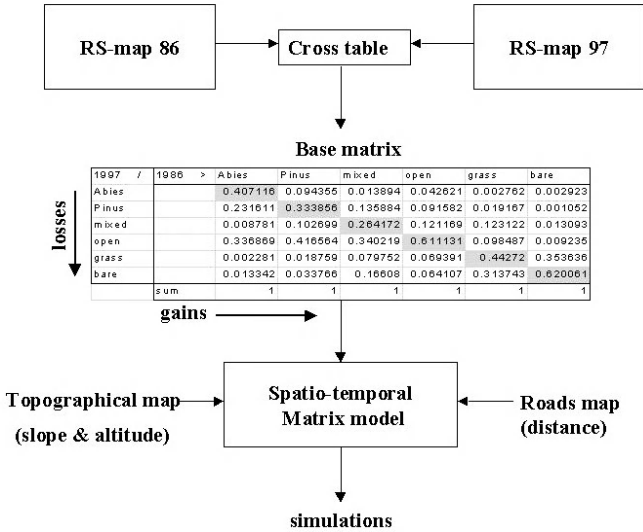 RS-map 86
Cross table
RS-map 97
Base matrix
1997 / 1986 > Abies Pinus mixed open grass bare
Abies 0.407116 0.094355 0.013894 0.042621 0.002762 0.002923
Pinus 0.231611 0.333856 0.135884 0.091582 0.019167 0.001052
mixed 0.008781 0.102699 0.264172 0.121169 0.123122 0.013093
open 0.336869 0.416564 0.340219 0.611131 0.098487 0.009235
grass 0.002281 0.018759 0.079752 0.069391 0.44272 0.353636
bare 0.013342 0.033766 0.16608 0.064107 0.313743 0.620061
sum 1 1 1 1 1 1
losses
gains
Topographical map
(slope & altitude)
Spatio-temporal
Matrix model
Roads map
(distance)
simulations